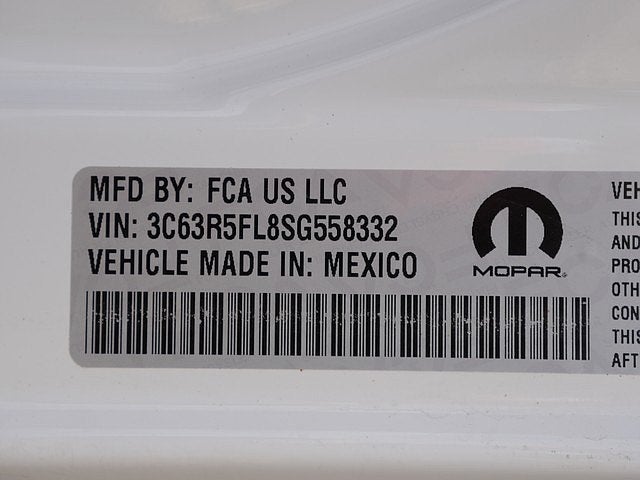 MFD BY: FCA US LLC
VIN: 3C63R5FL8SG558332
VEHICLE MADE IN: MEXICO
MOPAR
VEH
THIS
AND
PRO
OTH
CON
THIS
AFT